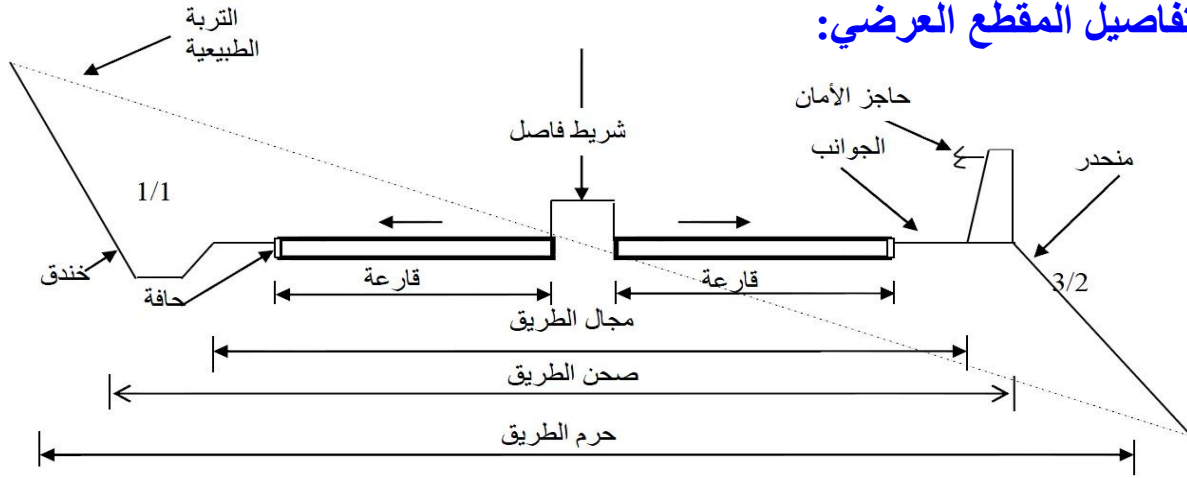 تفاصيل المقطع العرضي:
التربة
الطبيعية
حاجز الأمان
الجوانب
شريط فاصل
منحدر
1/1
خندق
حافة
قارعة
قارعة
3/2
مجال الطريق
صحن الطريق
حرم الطريق